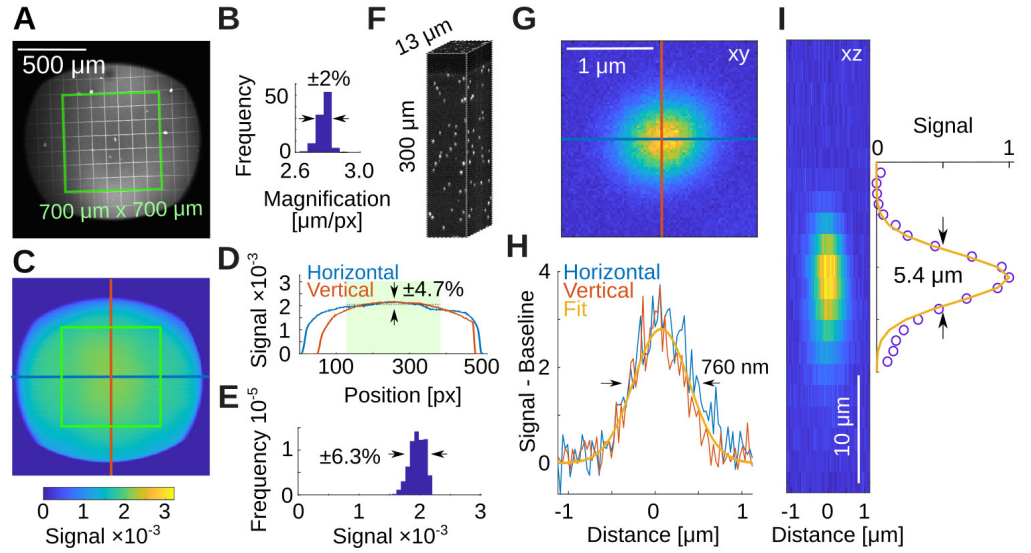 A
500 µm
700 µm x 700 µm
B
Frequency
50
0
±2%
2.6
3.0
Magnification
[µm/px]
C
0
1
2
3
Signal ×10⁻³
D
Signal ×10⁻³
3
2
1
0
Horizontal
Vertical
±4.7%
100
300
500
Position [px]
E
Frequency 10⁻⁵
1
0
±6.3%
0
1
2
3
Signal ×10⁻³
F
13 µm
300 µm
G
1 µm
xy
H
Signal - Baseline
4
2
0
Horizontal
Vertical
Fit
760 nm
-1
0
1
Distance [µm]
I
xz
10 µm
-1
0
1
Distance [µm]
Signal
0
1
5.4 µm